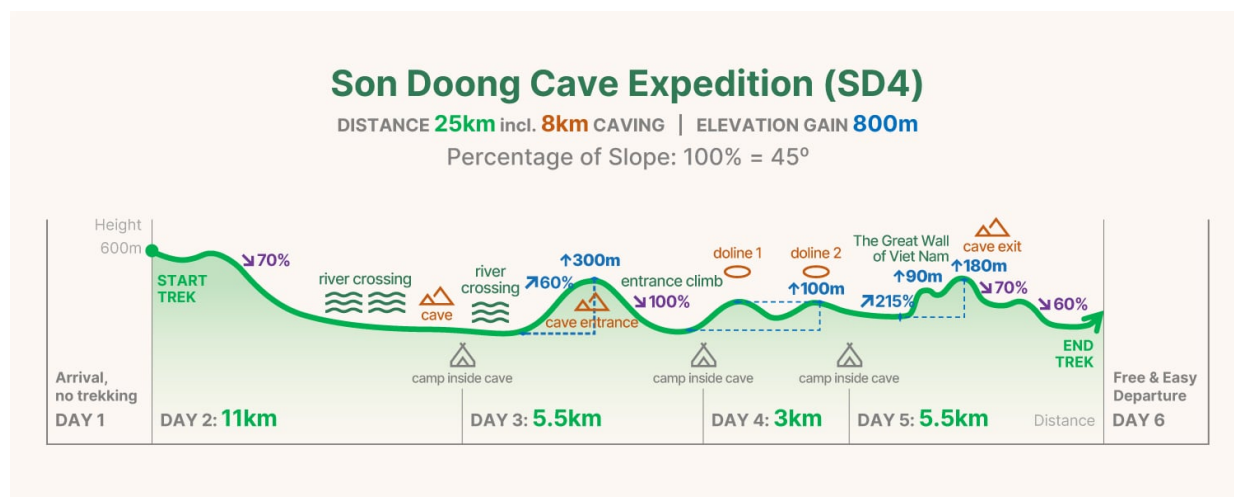 Son Doong Cave Expedition (SD4)
DISTANCE 25km incl. 8km CAVING | ELEVATION GAIN 800m
Percentage of Slope: 100% = 45º
Height
600m
START
TREK
↘70%
river crossing
cave
river
crossing
↗60%
↑300m
cave entrance
entrance climb
↘100%
doline 1
doline 2
↑100m
The Great Wall
of Viet Nam
↑90m
↗215%
cave exit
↑180m
↘70%
↘60%
END
TREK
camp inside cave
camp inside cave
camp inside cave
Arrival,
no trekking
DAY 1
DAY 2: 11km
DAY 3: 5.5km
DAY 4: 3km
DAY 5: 5.5km
Distance
Free & Easy
Departure
DAY 6